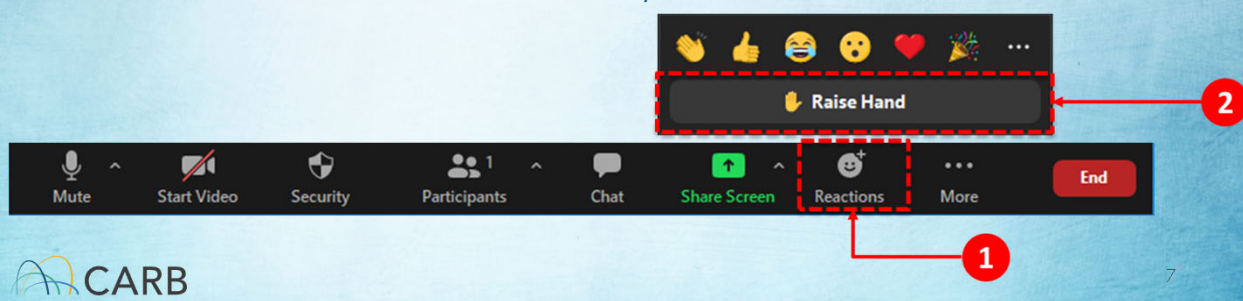 Raise Hand
2
1
Mute
Start Video
Security
Participants
Chat
Share Screen
Reactions
More
End
1
CARB
7